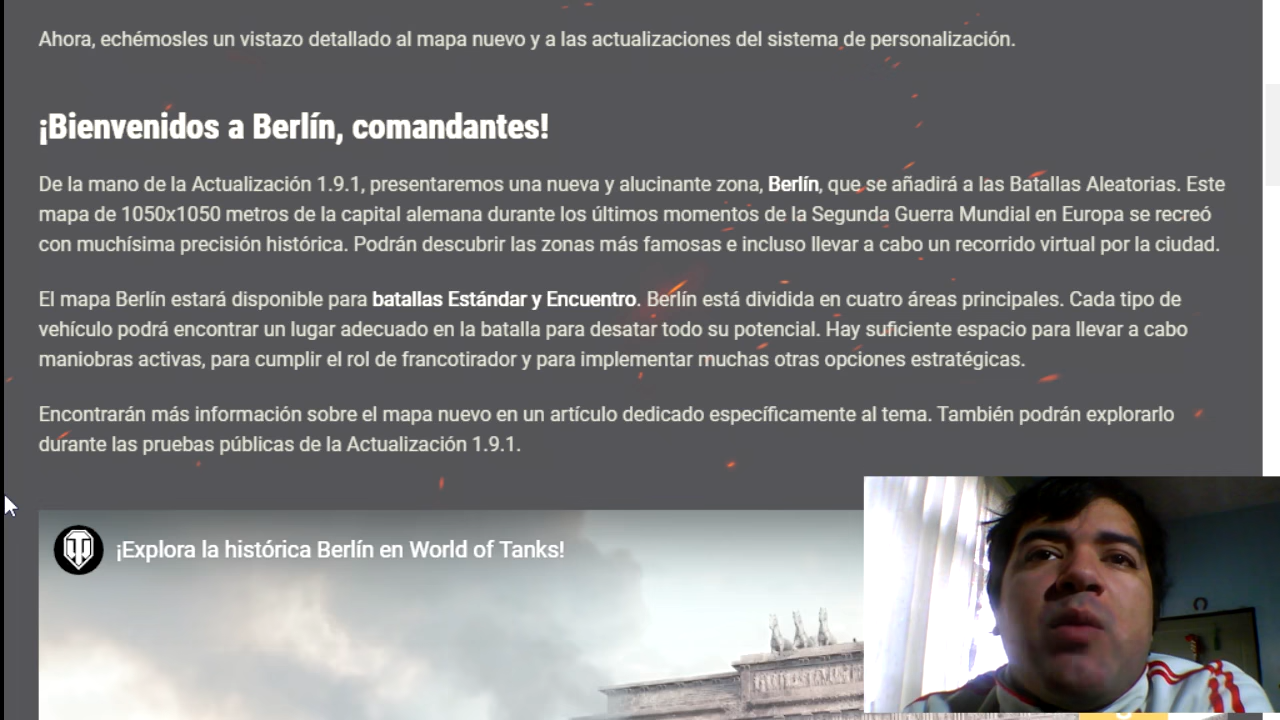 Ahora, echémosles un vistazo detallado al mapa nuevo y a las actualizaciones del sistema de personalización.
¡Bienvenidos a Berlín, comandantes!
De la mano de la Actualización 1.9.1, presentaremos una nueva y alucinante zona, Berlín, que se añadirá a las Batallas Aleatorias. Este
mapa de 1050x1050 metros de la capital alemana durante los últimos momentos de la Segunda Guerra Mundial en Europa se recreó
con muchísima precisión histórica. Podrán descubrir las zonas más famosas e incluso llevar a cabo un recorrido virtual por la ciudad.
El mapa Berlín estará disponible para batallas Estándar y Encuentro. Berlín está dividida en cuatro áreas principales. Cada tipo de
vehículo podrá encontrar un lugar adecuado en la batalla para desatar todo su potencial. Hay suficiente espacio para llevar a cabo
maniobras activas, para cumplir el rol de francotirador y para implementar muchas otras opciones estratégicas.
Encontrarán más información sobre el mapa nuevo en un artículo dedicado específicamente al tema. También podrán explorarlo
durante las pruebas públicas de la Actualización 1.9.1.
¡Explora la histórica Berlín en World of Tanks!